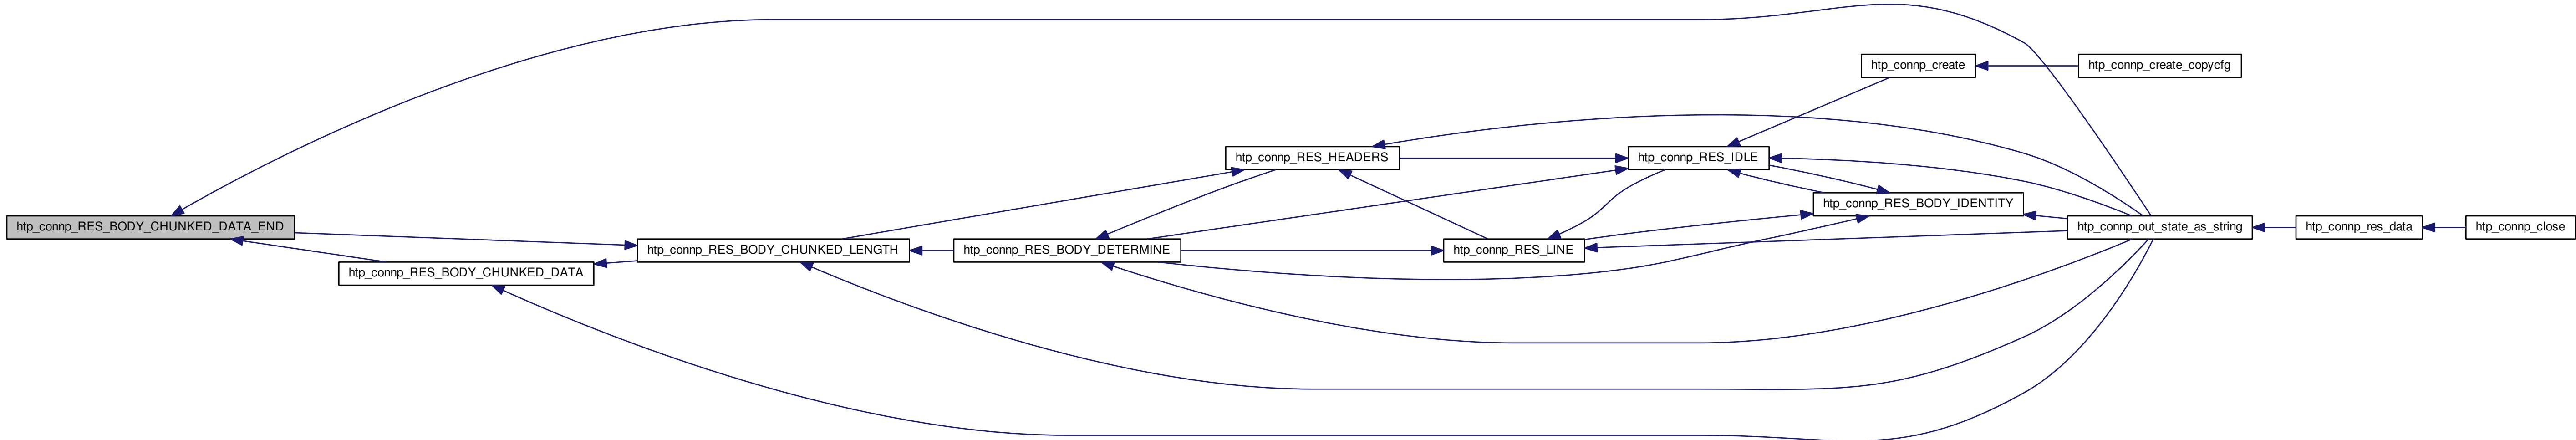 htp_connp_create
htp_connp_create_copycfg
htp_connp_RES_HEADERS
htp_connp_RES_IDLE
htp_connp_RES_BODY_IDENTITY
htp_connp_RES_BODY_CHUNKED_DATA_END
htp_connp_out_state_as_string
htp_connp_res_data
htp_connp_close
htp_connp_RES_BODY_CHUNKED_LENGTH
htp_connp_RES_BODY_DETERMINE
htp_connp_RES_LINE
htp_connp_RES_BODY_CHUNKED_DATA